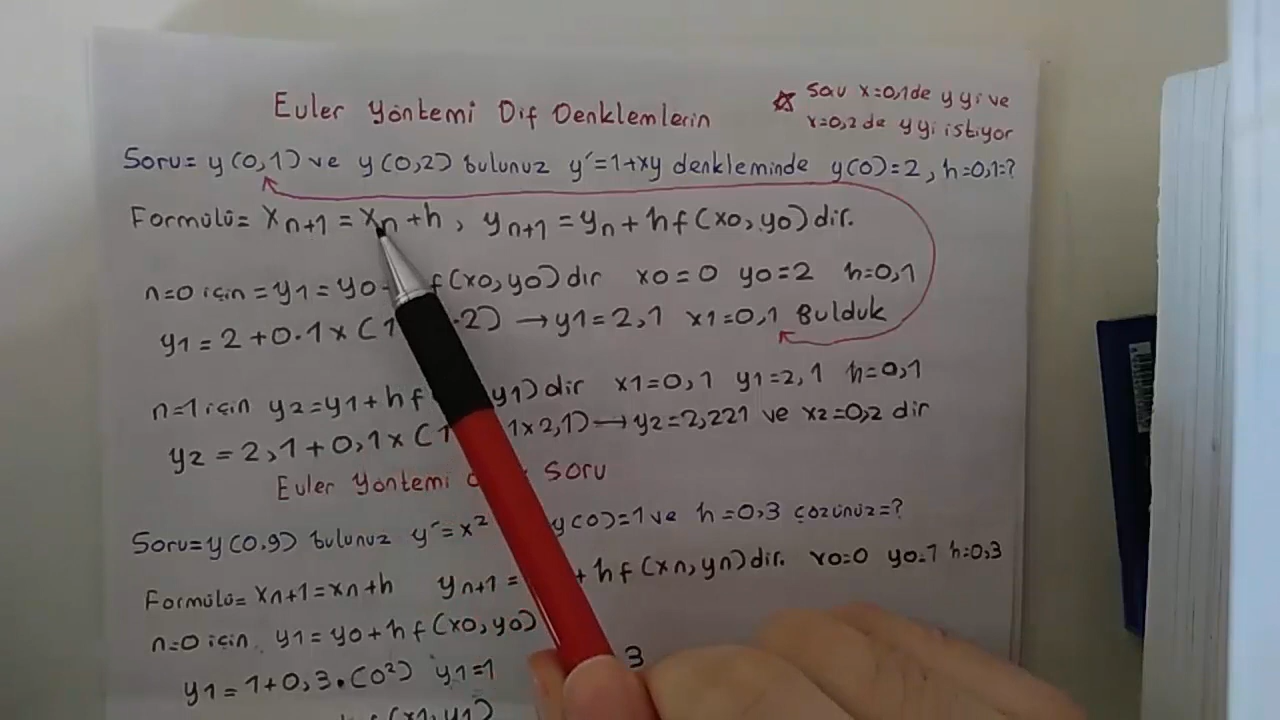 Euler Yöntemi Dif Denklemlerin
☆ Soru x=0,1 de y yi ve
x=0,2 de y yi istiyor
Soru= y(0,1) ve y(0,2) bulunuz y'=1+xy denkleminde y(0)=2, h=0,1=?
Formülü= xn+1 = xn+h, yn+1 = yn + hf(x0, y0) dir.
n=0 için = y1 = y0 f(x0, y0) dir x0=0 y0=2 h=0,1
y1 = 2 + 0.1 x (1 .2) → y1 = 2,1 x1=0,1 Bulduk
n=1 için y2=y1+hf y1) dir x1=0,1 y1=2,1 h=0,1
y2 = 2,1 + 0,1 x (1 1x2,1) → y2=2,221 ve x2=0,2 dir
Euler Yöntemi Soru
Soru= y(0,9) bulunuz y'=x² y(0)=1 ve h=0,3 çözünüz=?
Formülü= xn+1=xn+h yn+1 = + hf(xn, yn) dir. x0=0 y0=1 h=0,3
n=0 için, y1 = y0+hf(x0, y0)
y1 = 1+0,3.(0²) y1=1 3
(x1, y1)